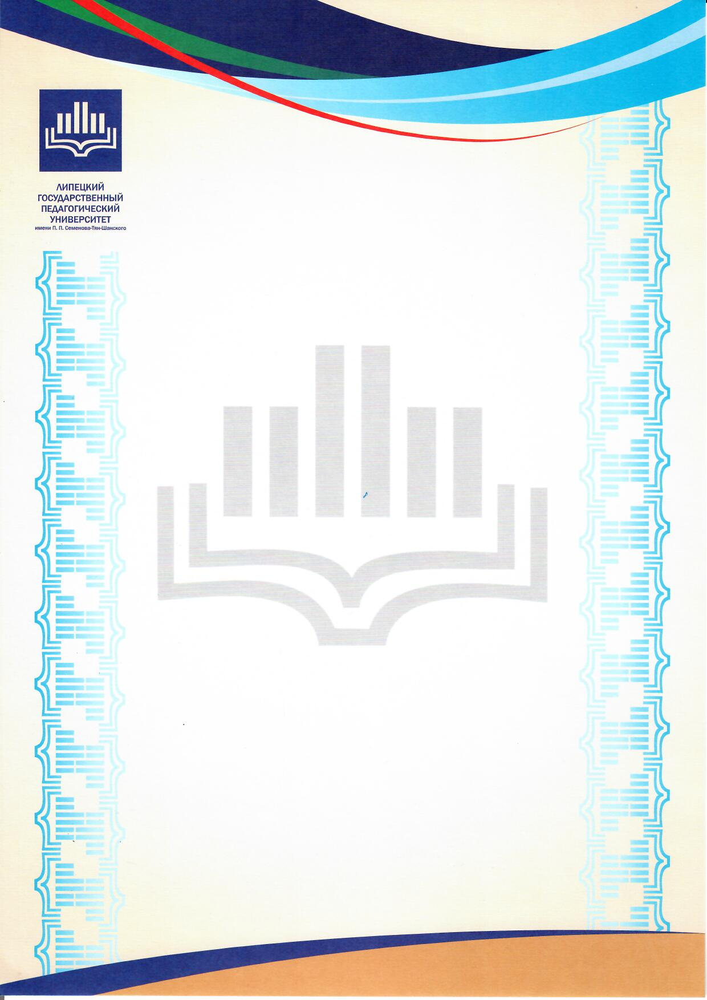 ЛИПЕЦКИЙ
ГОСУДАРСТВЕННЫЙ
ПЕДАГОГИЧЕСКИЙ
УНИВЕРСИТЕТ
имени П. П. Семенова-Тян-Шанского